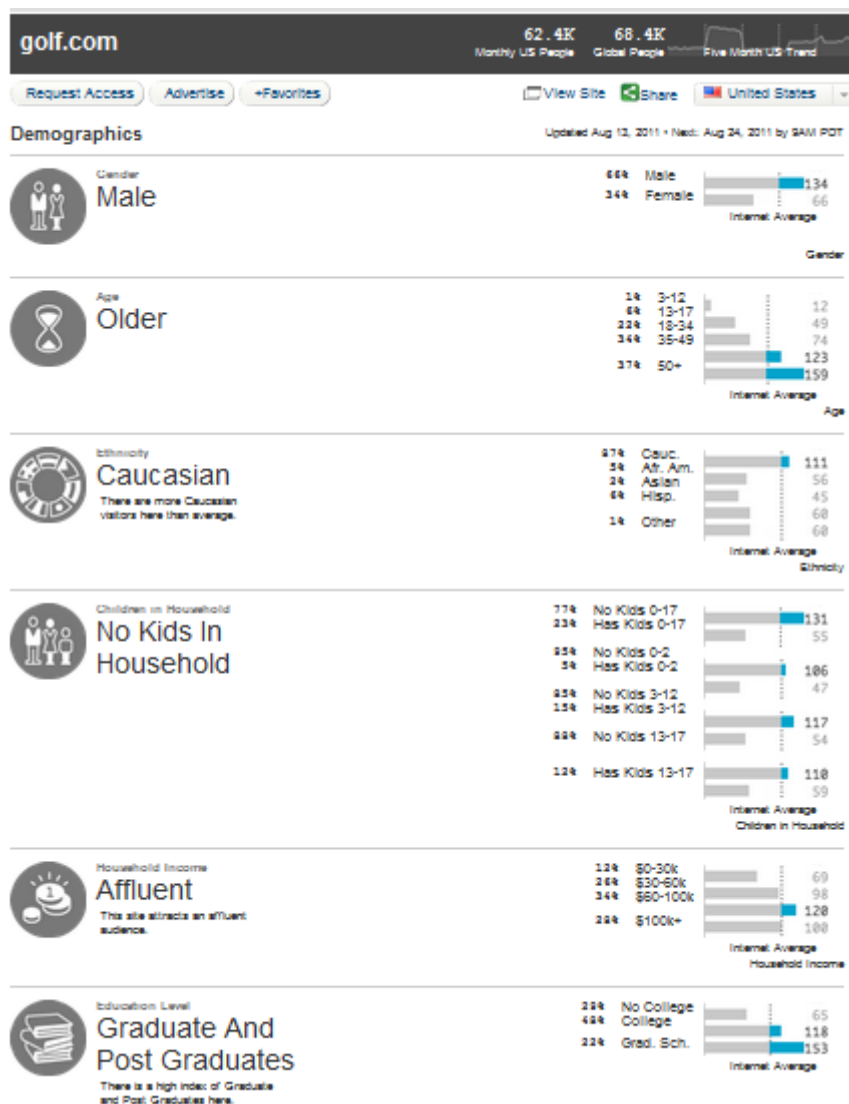 golf.com
62.4K 68.4K
Monthly US People Global People Five Month US Trend
Request Access Advertise +Favorites View Site Share United States
Demographics Updated Aug 13, 2011 • Next: Aug 24, 2011 by 9AM PDT
Gender
Male
66% Male 134
34% Female 66
Internet Average
Gender
Age
Older
1% 3-12 12
6% 13-17 49
22% 18-34 74
34% 35-49 123
37% 50+ 159
Internet Average
Age
Ethnicity
Caucasian
There are more Caucasian
visitors here than average.
87% Cauc. 111
5% Afr. Am. 56
2% Asian 45
6% Hisp. 60
1% Other 60
Internet Average
Ethnicity
Children in Household
No Kids In
Household
77% No Kids 0-17 131
23% Has Kids 0-17 55
95% No Kids 0-2 106
5% Has Kids 0-2 47
85% No Kids 3-12 117
15% Has Kids 3-12 54
88% No Kids 13-17 110
12% Has Kids 13-17 59
Internet Average
Children in Household
Household Income
Affluent
This site attracts an affluent
audience.
12% $0-30k 69
26% $30-60k 98
34% $60-100k 120
28% $100k+ 100
Internet Average
Household Income
Education Level
Graduate And
Post Graduates
There is a high index of Graduate
and Post Graduates here.
No College 65
College 118
22% Grad. Sch. 153
Internet Average